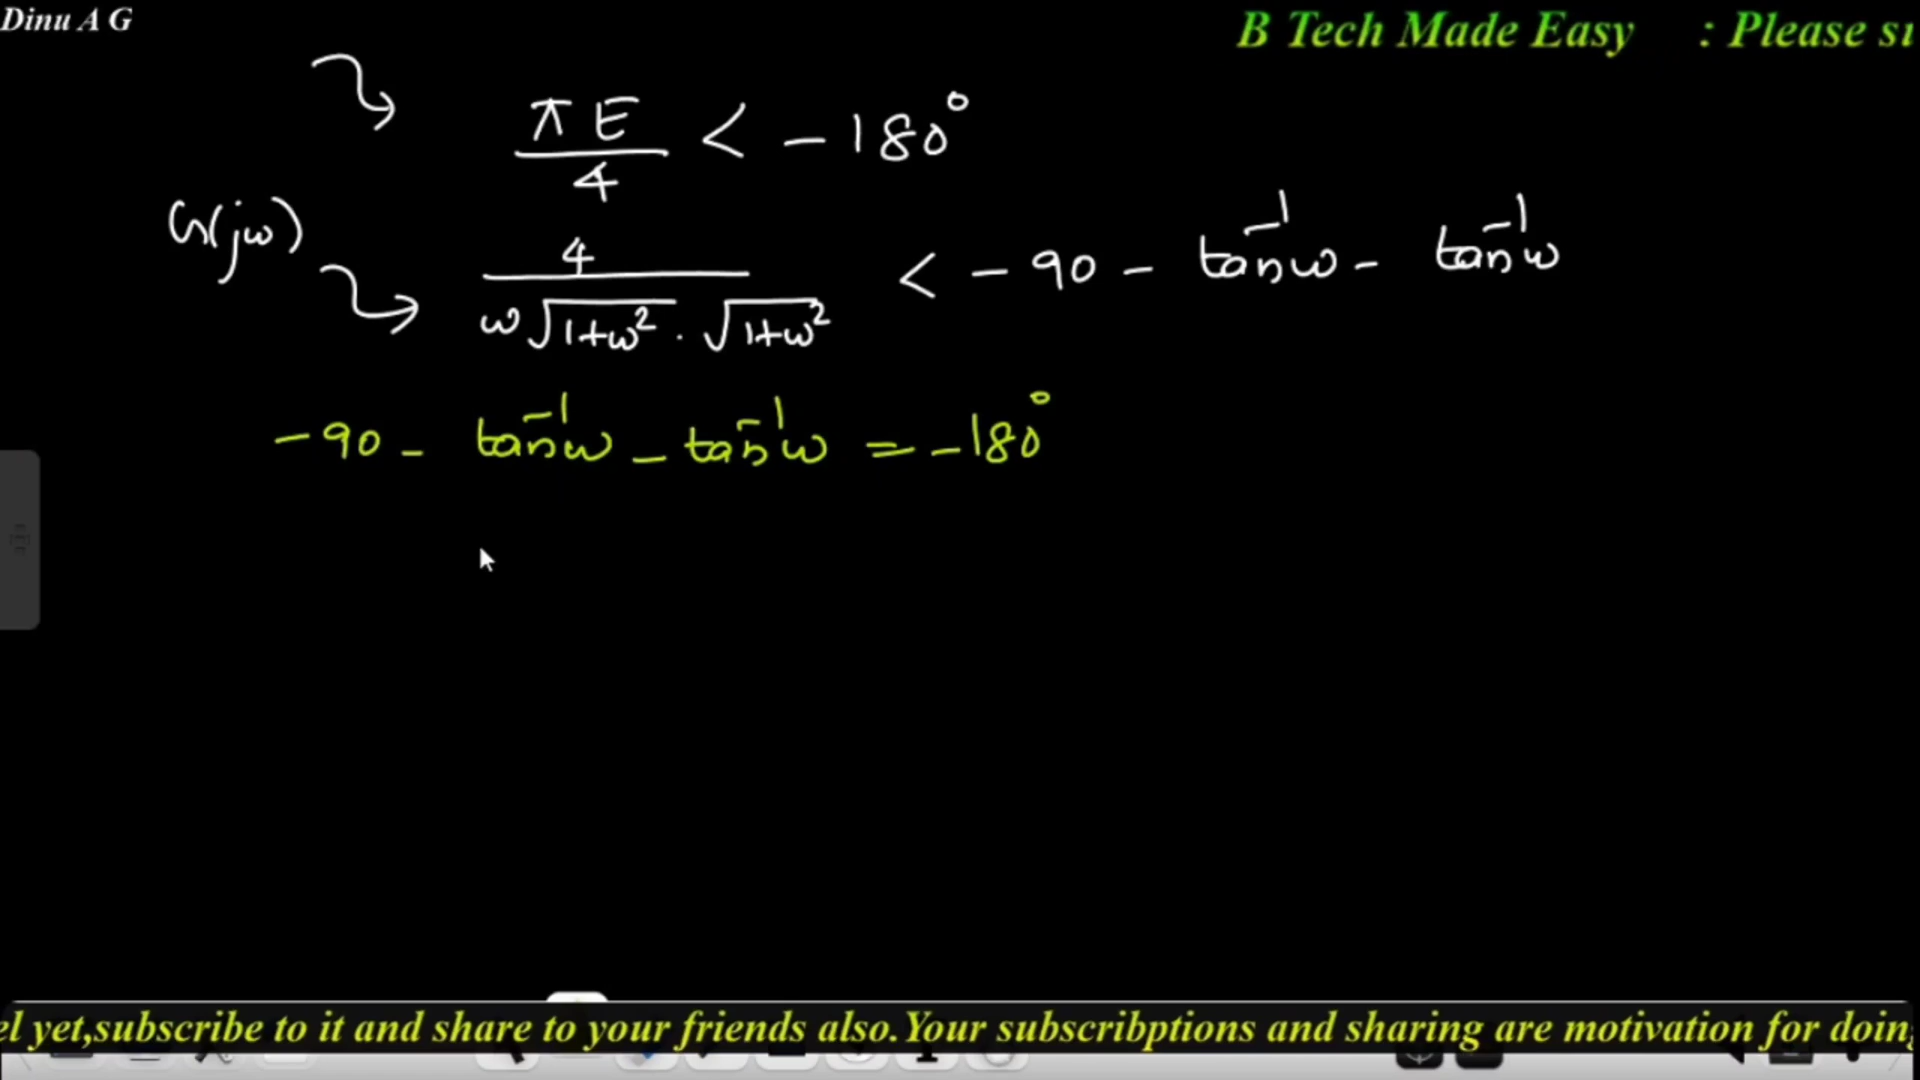 Dinu A G
B Tech Made Easy : Please su
πE/4 < -180°
G(jω)
4/(ω√(1+ω²) · √(1+ω²)) < -90 - tan⁻¹ω - tan⁻¹ω
-90 - tan⁻¹ω - tan⁻¹ω = -180°
el yet,subscribe to it and share to your friends also.Your subscribptions and sharing are motivation for doing